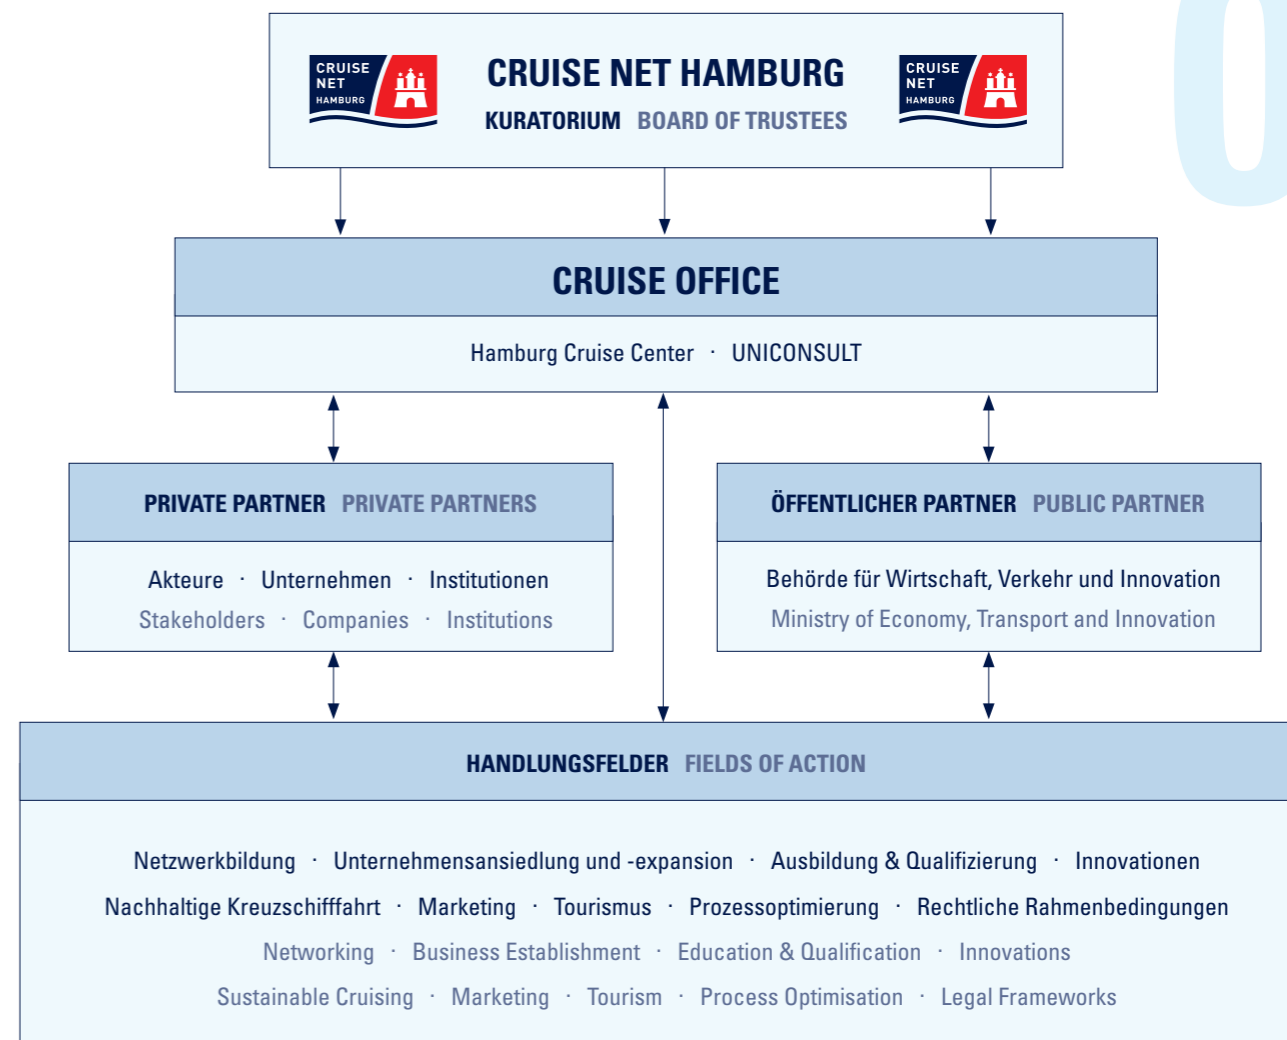 CRUISE
NET
HAMBURG
CRUISE NET HAMBURG
KURATORIUM BOARD OF TRUSTEES
CRUISE
NET
HAMBURG
0
CRUISE OFFICE
Hamburg Cruise Center · UNICONSULT
PRIVATE PARTNER PRIVATE PARTNERS
Akteure · Unternehmen · Institutionen
Stakeholders · Companies · Institutions
ÖFFENTLICHER PARTNER PUBLIC PARTNER
Behörde für Wirtschaft, Verkehr und Innovation
Ministry of Economy, Transport and Innovation
HANDLUNGSFELDER FIELDS OF ACTION
Netzwerkbildung · Unternehmensansiedlung und -expansion · Ausbildung & Qualifizierung · Innovationen
Nachhaltige Kreuzschifffahrt · Marketing · Tourismus · Prozessoptimierung · Rechtliche Rahmenbedingungen
Networking · Business Establishment · Education & Qualification · Innovations
Sustainable Cruising · Marketing · Tourism · Process Optimisation · Legal Frameworks